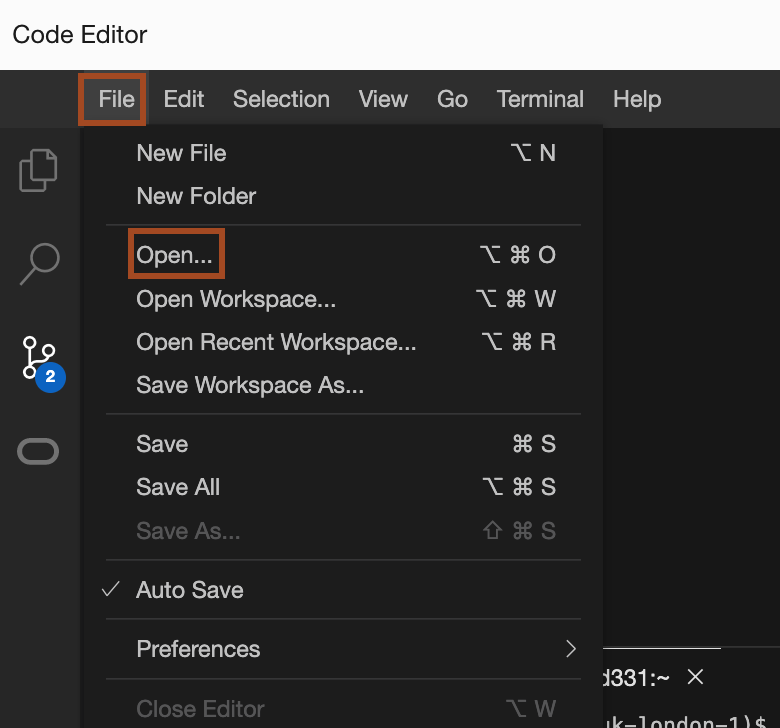 Code Editor
File Edit Selection View Go Terminal Help
New File ⌥ N
New Folder
Open... ⌥ ⌘ O
Open Workspace... ⌥ ⌘ W
Open Recent Workspace... ⌥ ⌘ R
Save Workspace As...
2
Save ⌘ S
Save All ⌥ ⌘ S
Save As... ⇧ ⌘ S
✓ Auto Save
Preferences >
d331:~ ×
Close Editor ⌥ W
uk-london-1)$